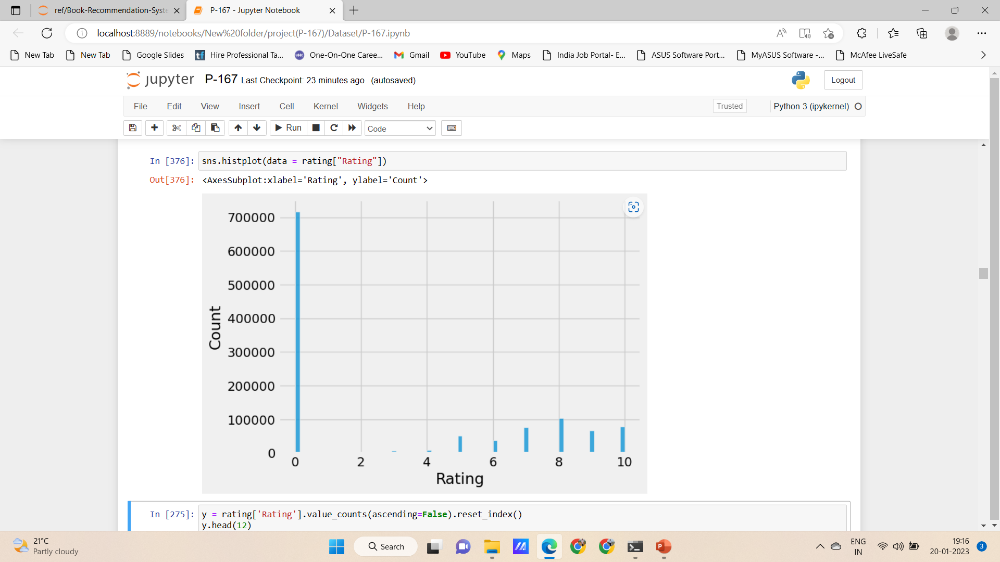 ref/Book-Recommendation-Syste
P-167 - Jupyter Notebook
localhost:8889/notebooks/New%20folder/project(P-167)/Dataset/P-167.ipynb
New Tab New Tab Google Slides tf Hire Professional Ta... UHC One-On-One Caree... Gmail YouTube Maps India Job Portal- E... ASUS Software Port... MyASUS Software -... McAfee LiveSafe
jupyter P-167 Last Checkpoint: 23 minutes ago (autosaved) Logout
File Edit View Insert Cell Kernel Widgets Help Trusted Python 3 (ipykernel)
Run Code
In [376]: sns.histplot(data = rating["Rating"])
Out[376]: <AxesSubplot:xlabel='Rating', ylabel='Count'>
700000
600000
500000
400000
300000
200000
100000
0
Count
0 2 4 6 8 10
Rating
In [275]: y = rating['Rating'].value_counts(ascending=False).reset_index()
y.head(12)
21°C
Partly cloudy
Search
ENG
IN
19:16
20-01-2023
3